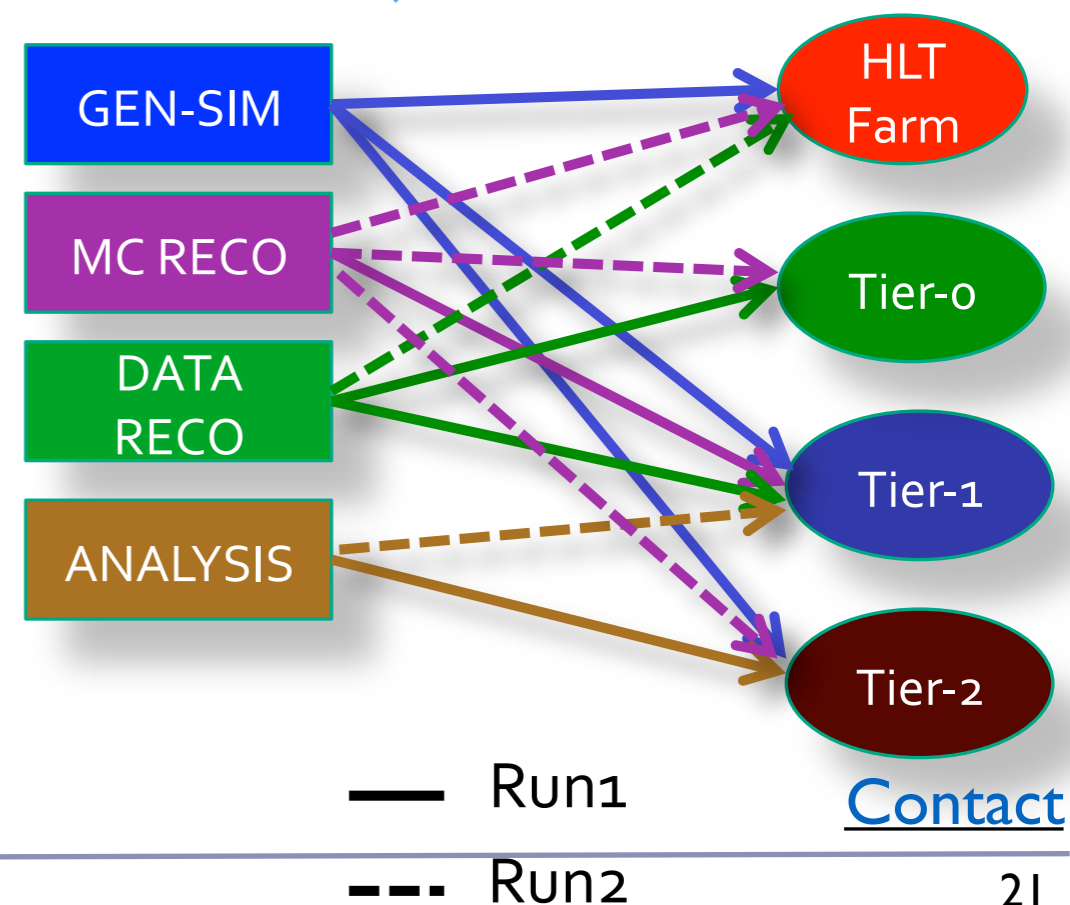 GEN-SIM
MC RECO
DATA
RECO
ANALYSIS
HLT
Farm
Tier-0
Tier-1
Tier-2
Run1
Contact
Run2
21